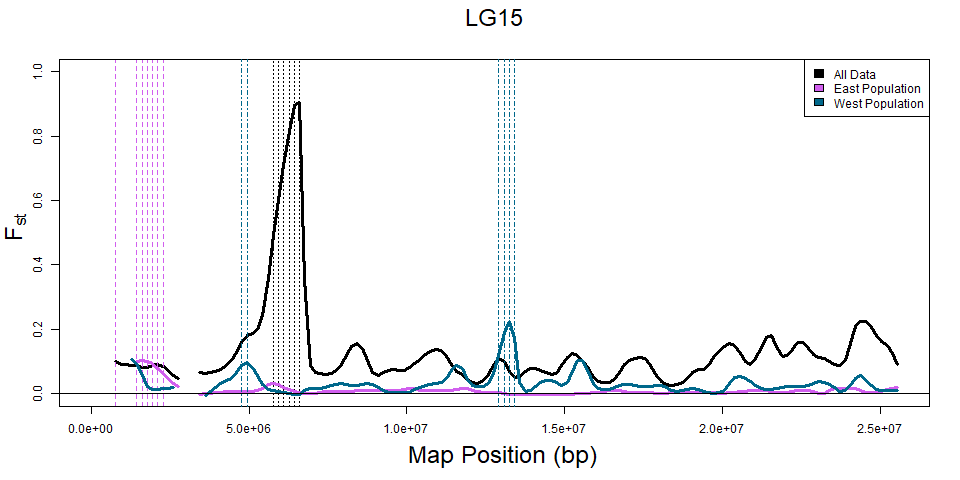 LG15
All Data
East Population
West Population
1.0
0.8
0.6
0.4
0.2
0.0
Fst
0.0e+00 5.0e+06 1.0e+07 1.5e+07 2.0e+07 2.5e+07
Map Position (bp)